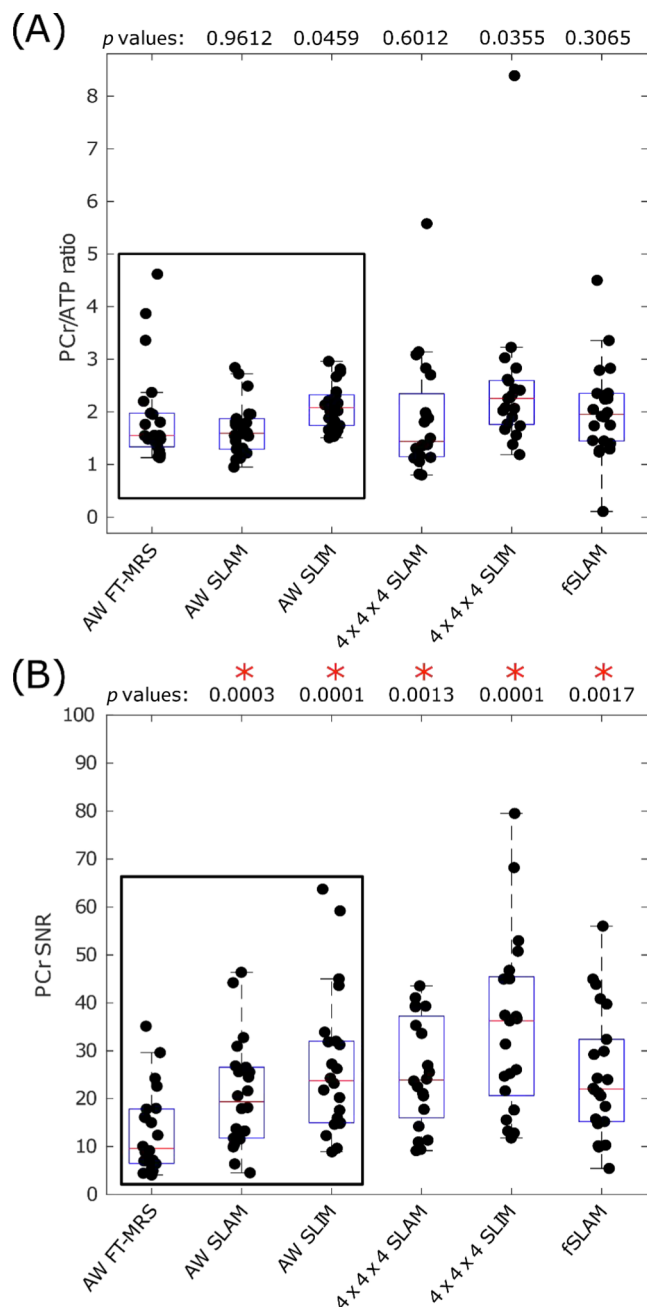 (A)
p values: 0.9612 0.0459 0.6012 0.0355 0.3065
8
7
6
5
4
3
2
1
0
PCr/ATP ratio
AW FT-MRS
AW SLAM
AW SLIM
4 x 4 x 4 SLAM
4 x 4 x 4 SLIM
fSLAM
(B)
* * * * *
p values: 0.0003 0.0001 0.0013 0.0001 0.0017
100
90
80
70
60
50
40
30
20
10
0
PCr SNR
AW FT-MRS
AW SLAM
AW SLIM
4 x 4 x 4 SLAM
4 x 4 x 4 SLIM
fSLAM